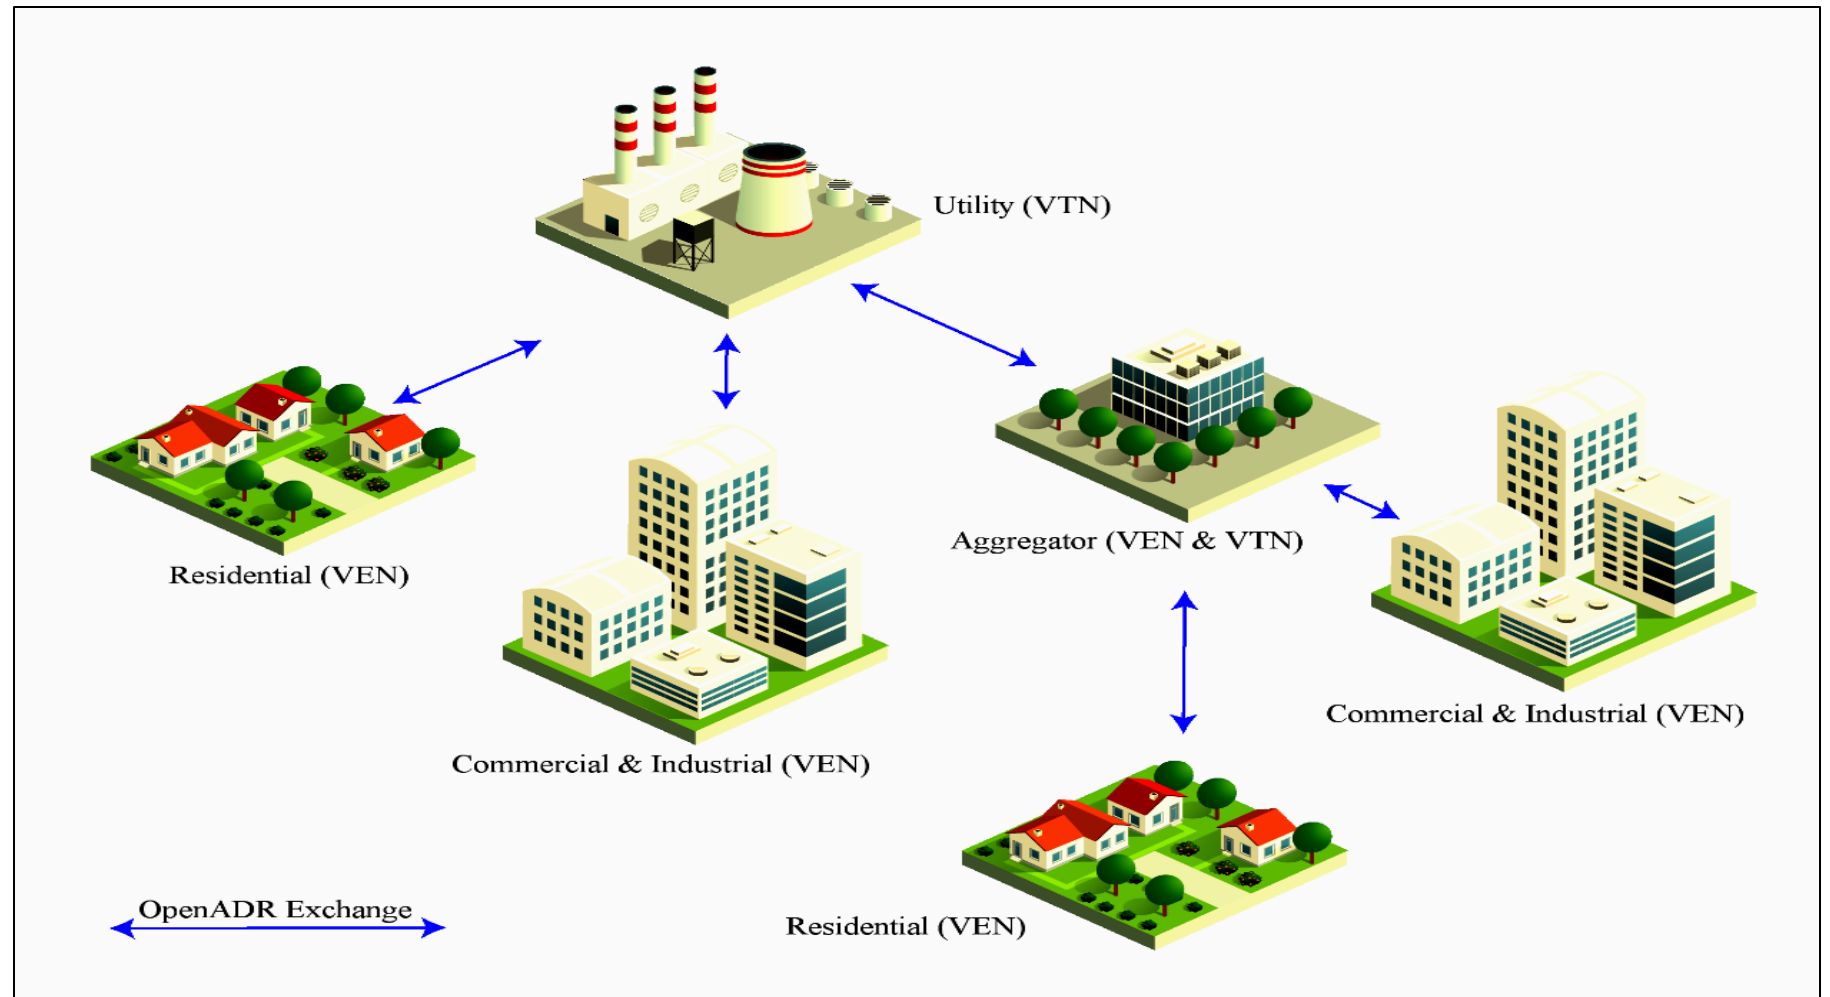 Utility (VTN)
Aggregator (VEN & VTN)
Residential (VEN)
Commercial & Industrial (VEN)
Commercial & Industrial (VEN)
OpenADR Exchange
Residential (VEN)